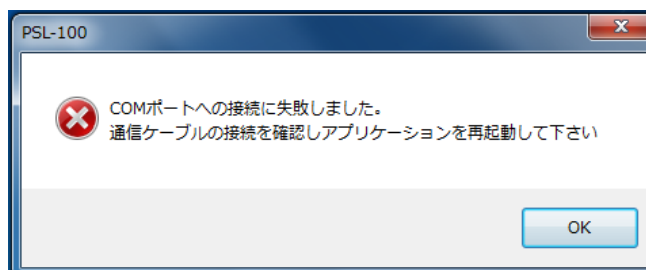 PSL-100
COMポートへの接続に失敗しました。
通信ケーブルの接続を確認しアプリケーションを再起動して下さい
OK